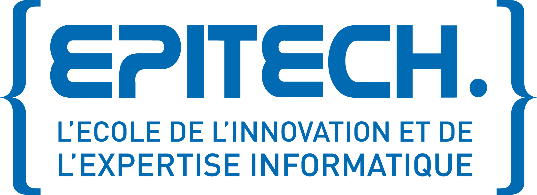 {EPITECH.}
L'ECOLE DE L'INNOVATION ET DE
L'EXPERTISE INFORMATIQUE